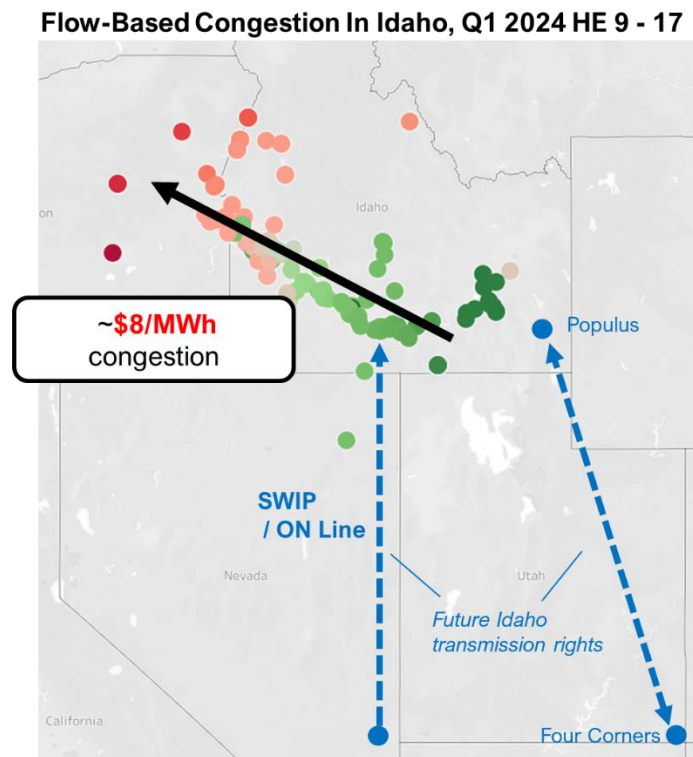 Flow-Based Congestion In Idaho, Q1 2024 HE 9 - 17
on
Idaho
~$8/MWh
congestion
Populus
SWIP
/ ON Line
Nevada
Utah
Future Idaho
transmission rights
California
Four Corners